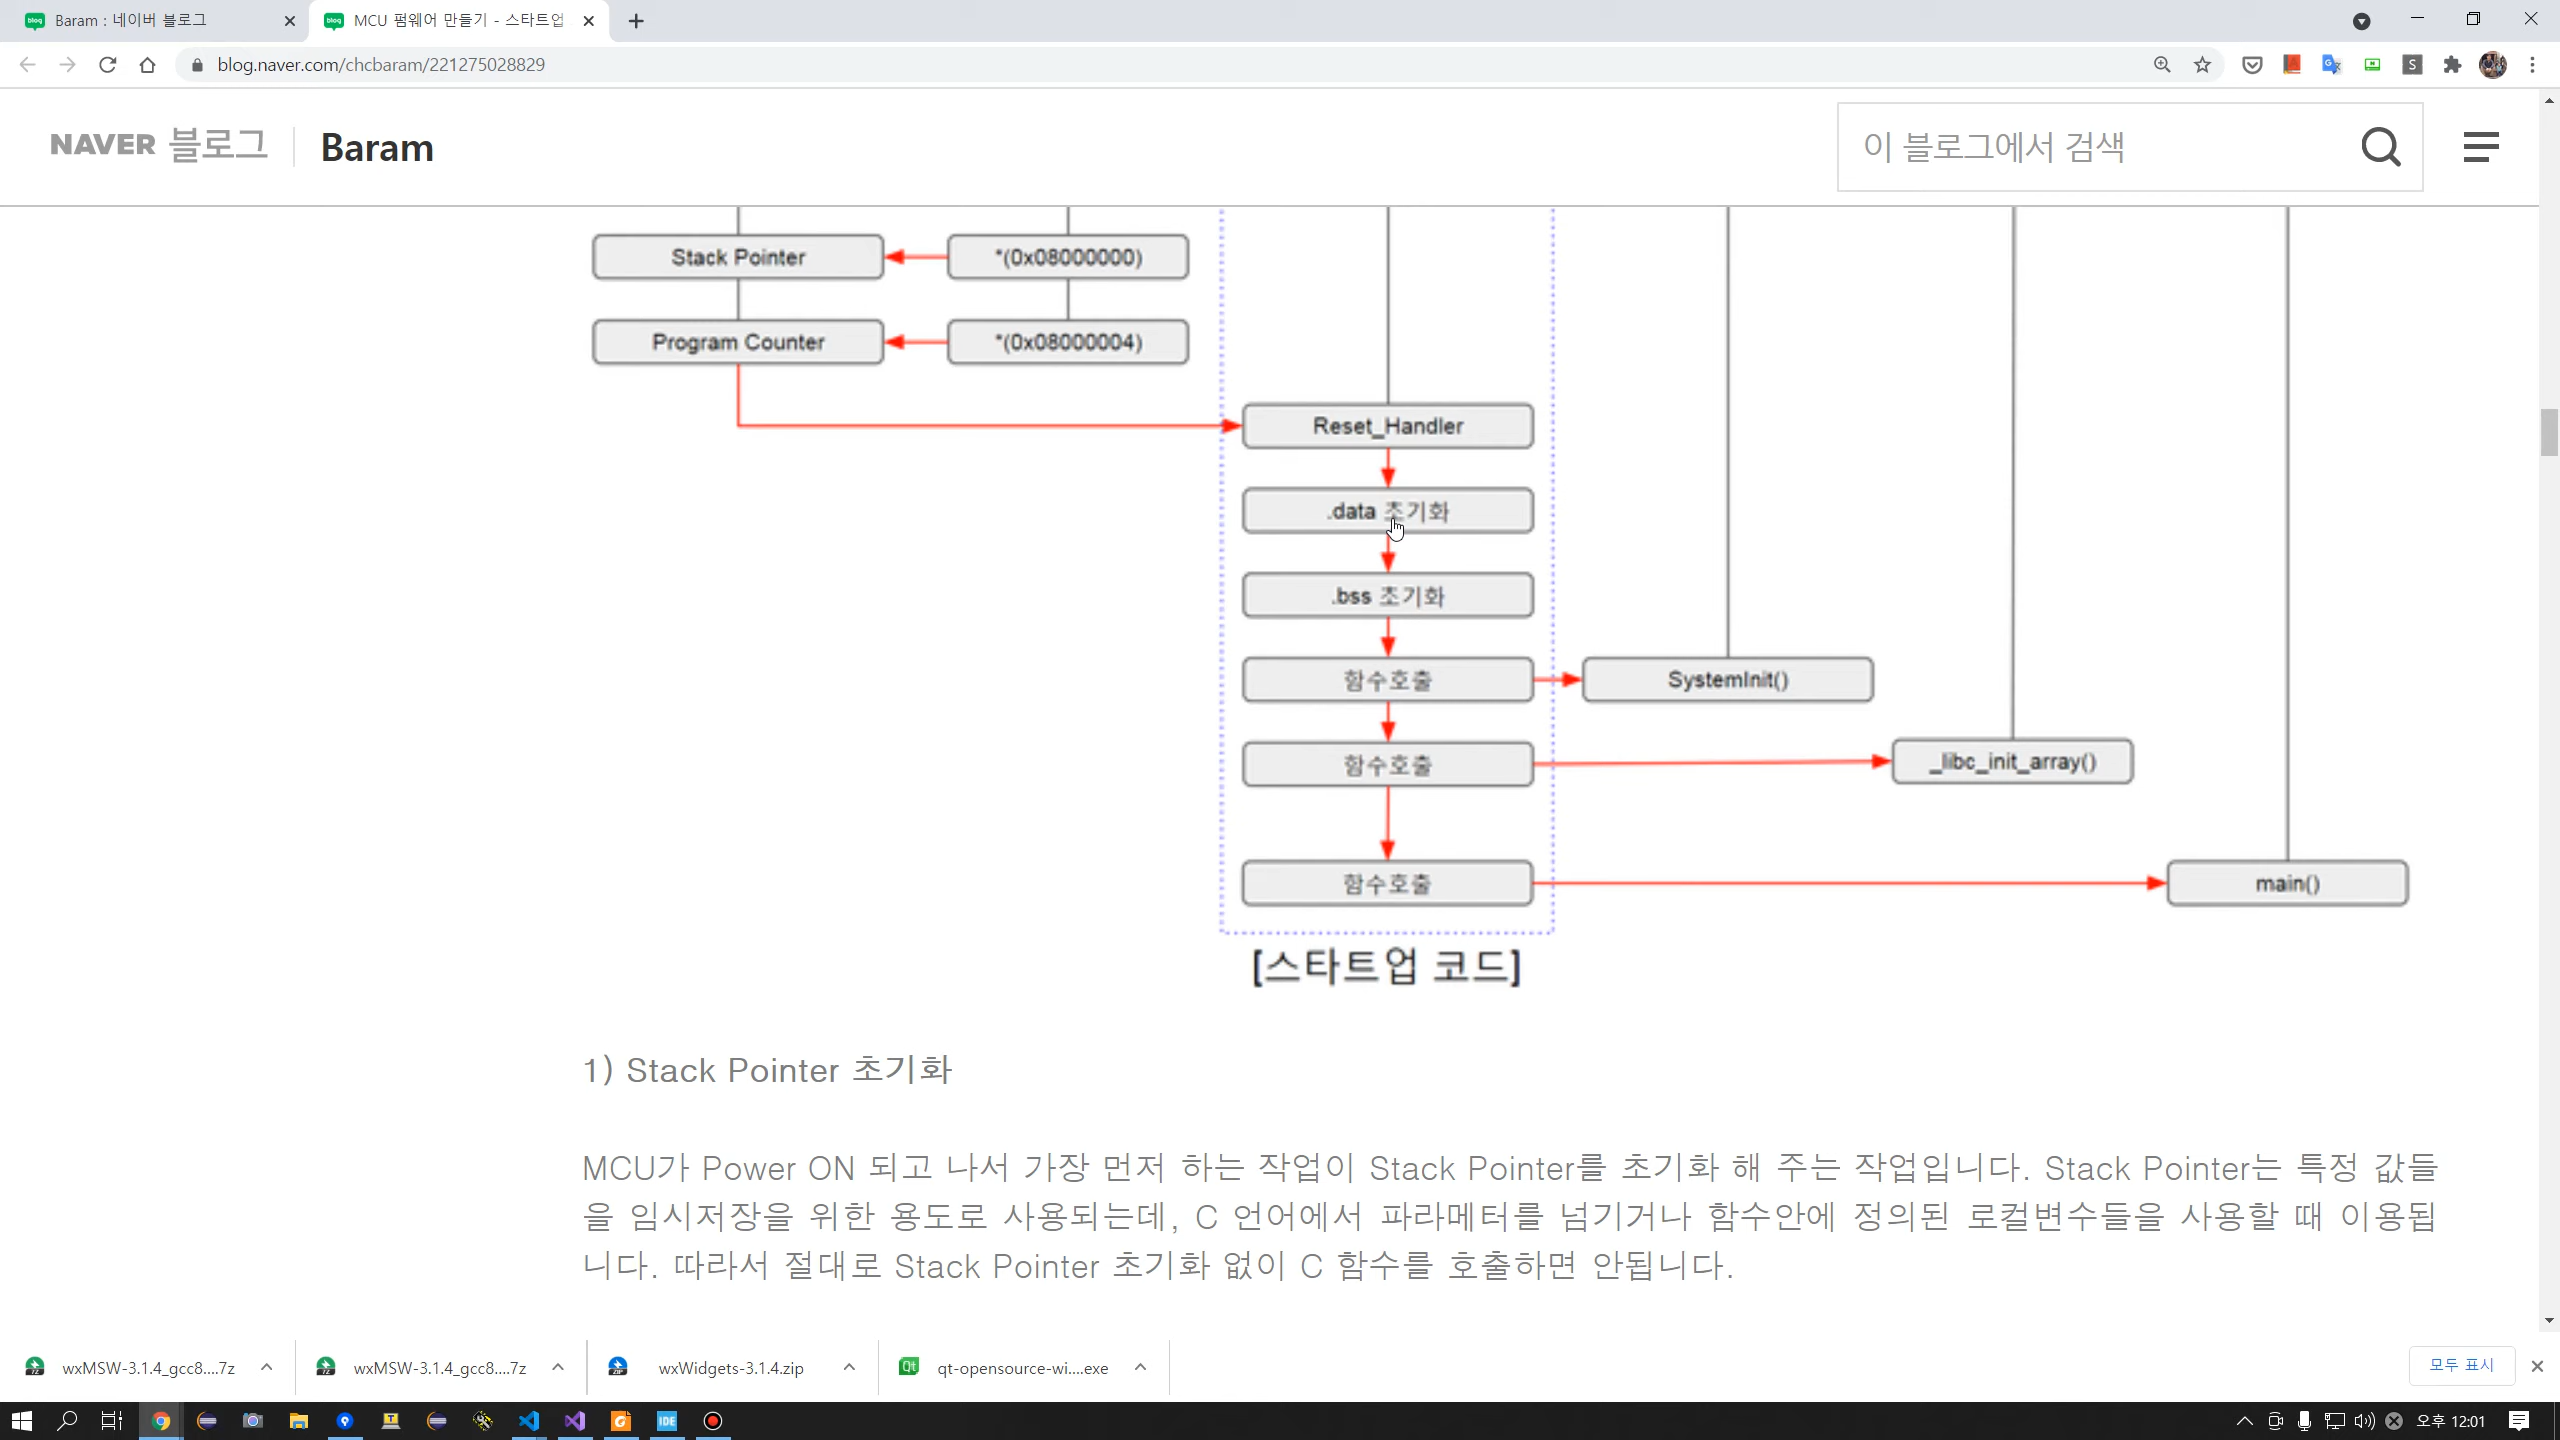 Baram : 네이버 블로그
MCU 펌웨어 만들기 - 스타트업
blog.naver.com/chcbaram/221275028829
NAVER 블로그
Baram
이 블로그에서 검색
Stack Pointer
*(0x08000000)
Program Counter
*(0x08000004)
Reset_Handler
.data 초기화
.bss 초기화
함수호출
SystemInit()
함수호출
_libc_init_array()
함수호출
main()
[스타트업 코드]
1) Stack Pointer 초기화
MCU가 Power ON 되고 나서 가장 먼저 하는 작업이 Stack Pointer를 초기화 해 주는 작업입니다. Stack Pointer는 특정 값들
을 임시저장을 위한 용도로 사용되는데, C 언어에서 파라메터를 넘기거나 함수안에 정의된 로컬변수들을 사용할 때 이용됩
니다. 따라서 절대로 Stack Pointer 초기화 없이 C 함수를 호출하면 안됩니다.
wxMSW-3.1.4_gcc8....7z
wxMSW-3.1.4_gcc8....7z
wxWidgets-3.1.4.zip
qt-opensource-wi....exe
모두 표시
오후 12:01